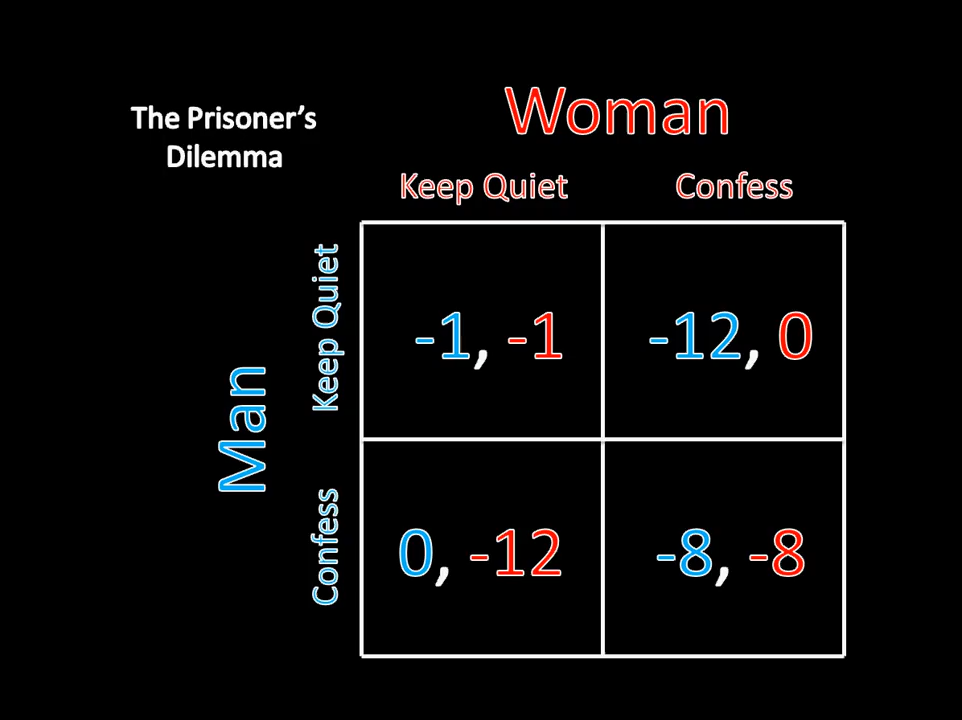 The Prisoner’s
Dilemma
Woman
Keep Quiet Confess
Man
Keep Quiet
-1, -1 -12, 0
Confess
0, -12 -8, -8